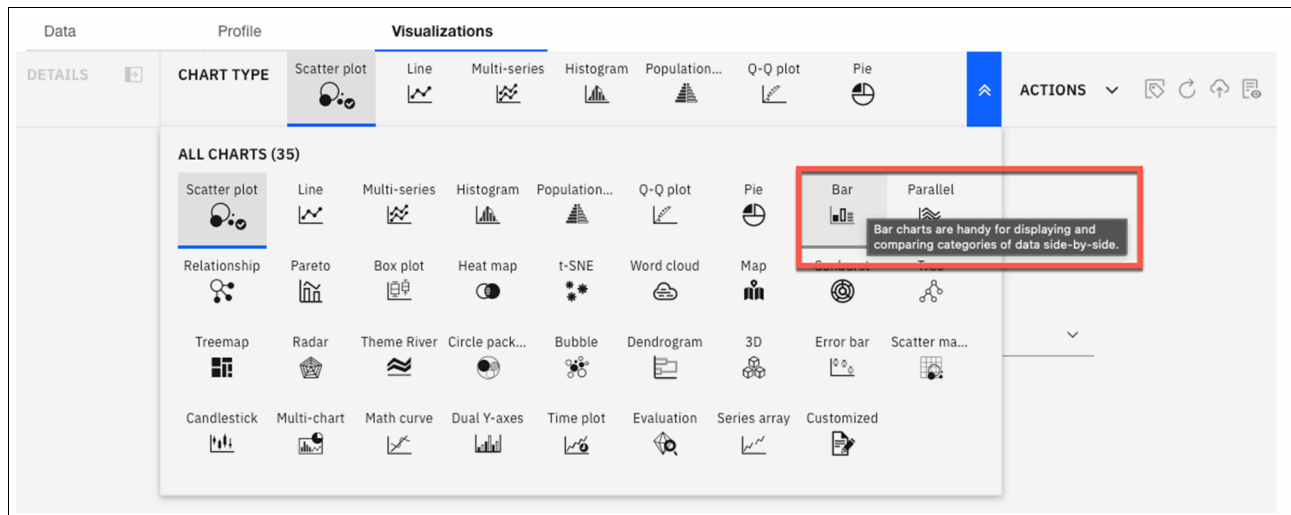 Data Profile Visualizations
DETAILS CHART TYPE Scatter plot Line Multi-series Histogram Population... Q-Q plot Pie ACTIONS
ALL CHARTS (35)
Scatter plot Line Multi-series Histogram Population... Q-Q plot Pie Bar Parallel
Bar charts are handy for displaying and
comparing categories of data side-by-side.
Relationship Pareto Box plot Heat map t-SNE Word cloud Map Sunburst Tree
Treemap Radar Theme River Circle pack... Bubble Dendrogram 3D Error bar Scatter ma...
Candlestick Multi-chart Math curve Dual Y-axes Time plot Evaluation Series array Customized